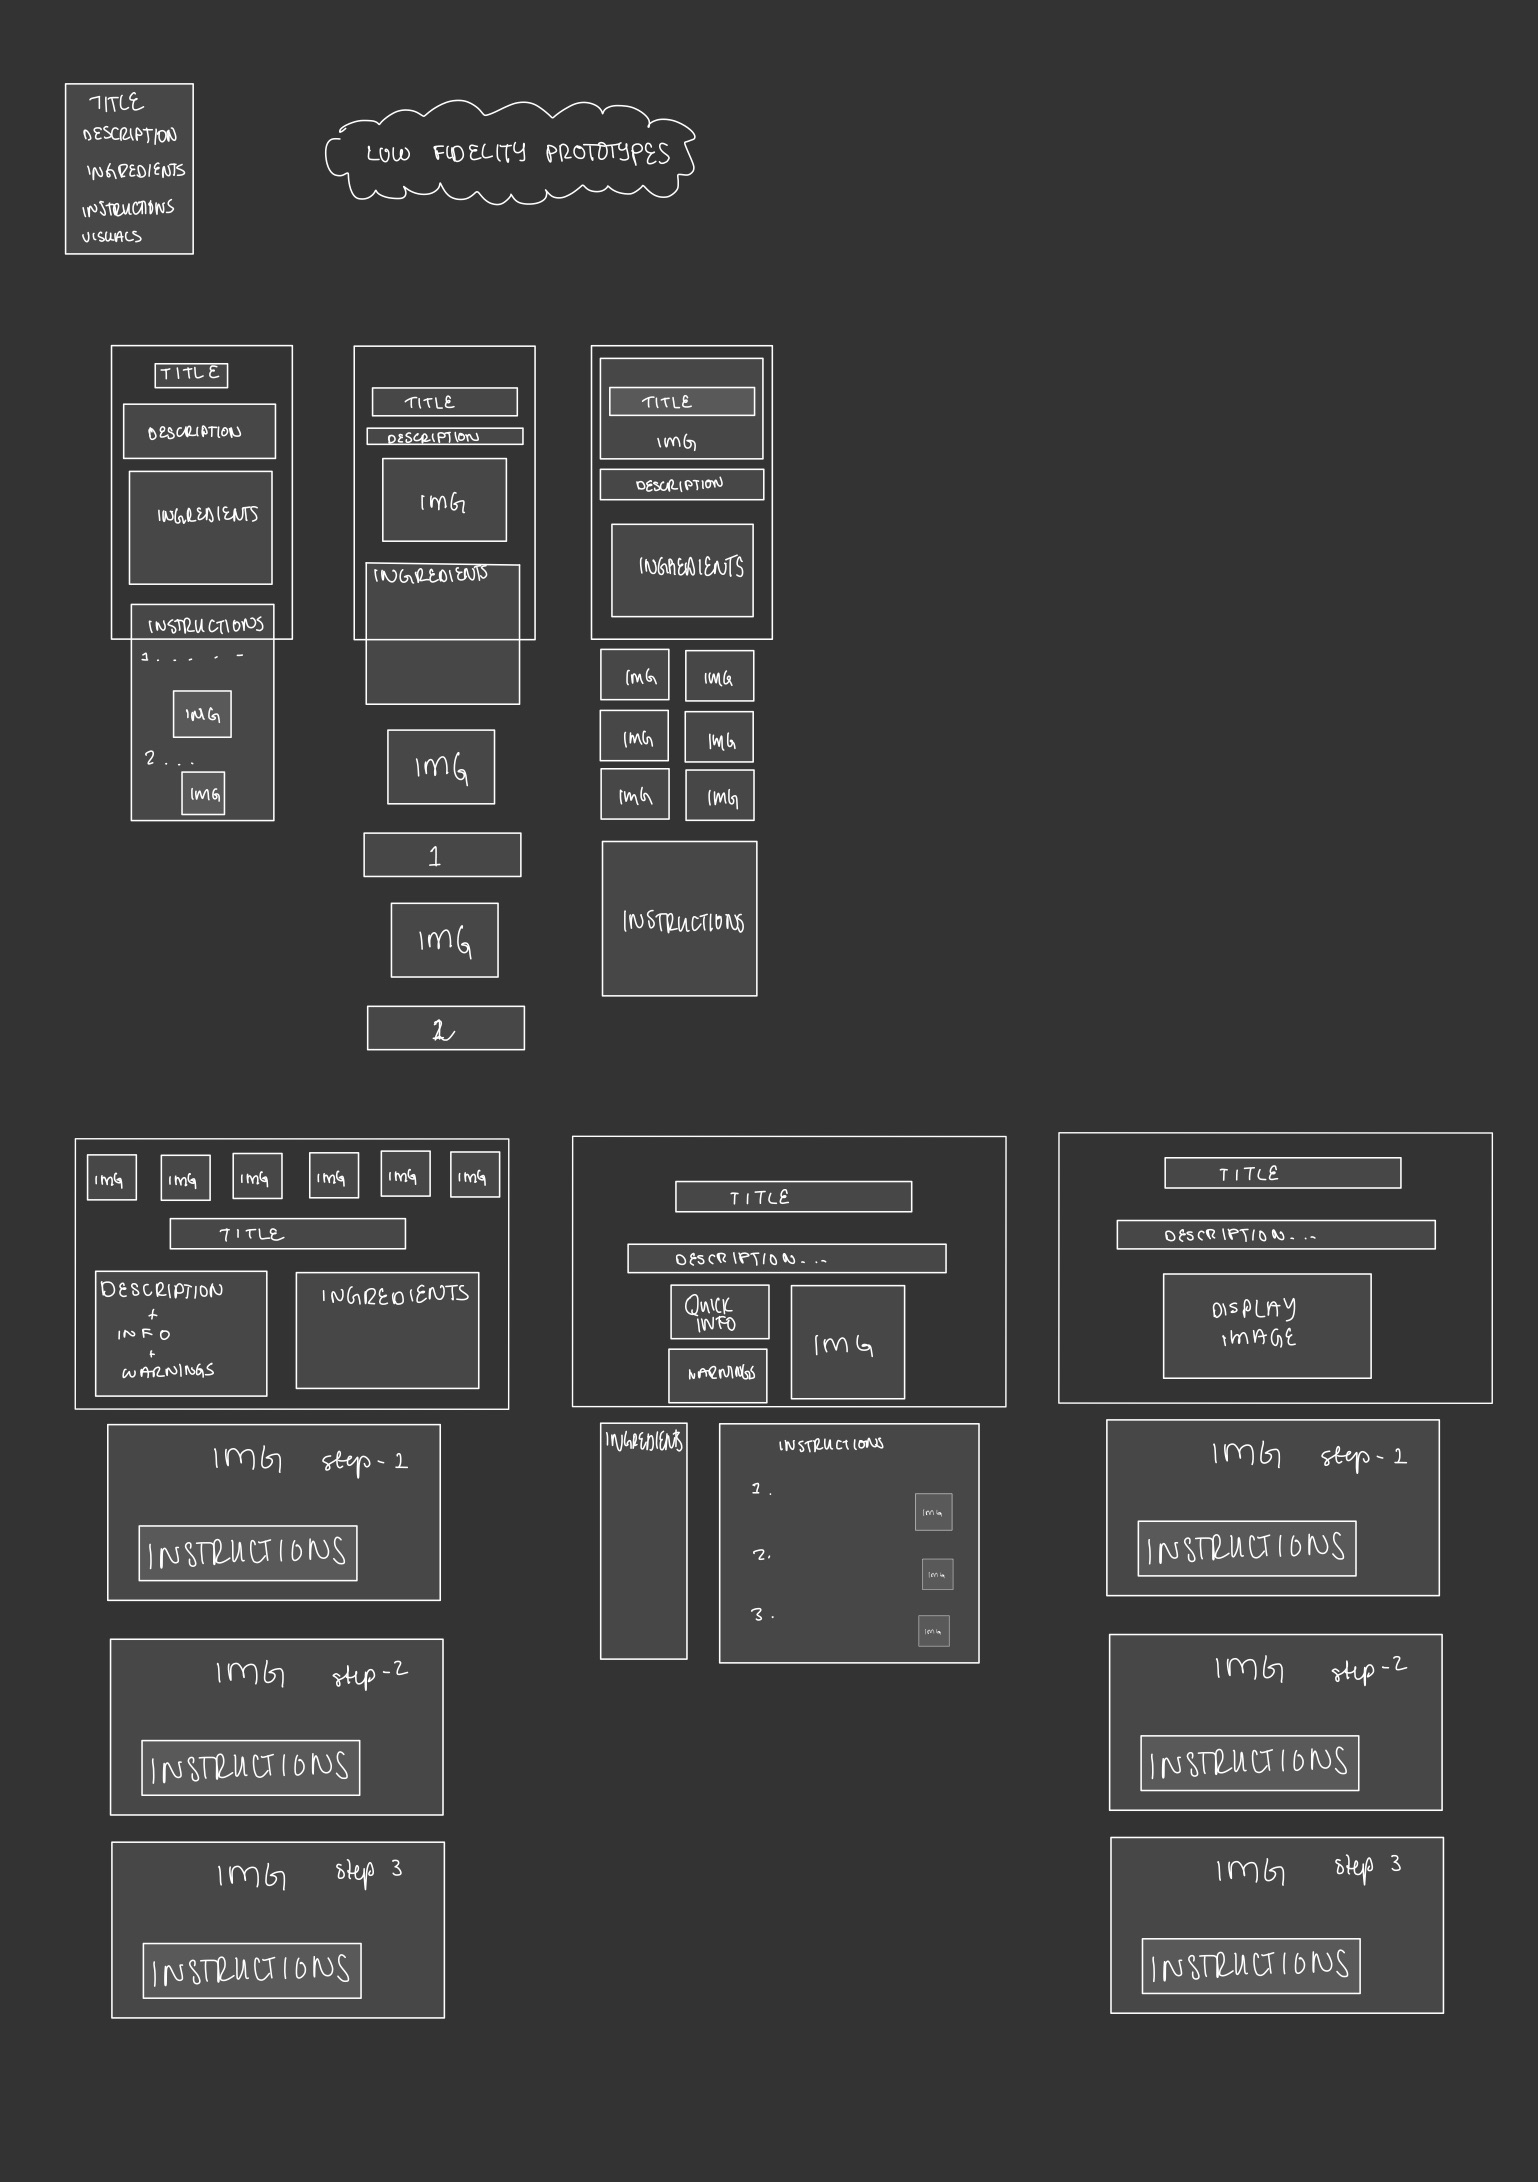 TITLE
DESCRIPTION
INGREDIENTS
INSTRUCTIONS
VISUALS
LOW FIDELITY PROTOTYPES
TITLE
DESCRIPTION
INGREDIENTS
INSTRUCTIONS
1. . . . -
IMG
2 . . .
IMG
TITLE
DESCRIPTION
IMG
INGREDIENTS
IMG
1
IMG
2
TITLE
IMG
DESCRIPTION
INGREDIENTS
IMG IMG
IMG IMG
IMG IMG
INSTRUCTIONS
IMG IMG IMG IMG IMG IMG
TITLE
DESCRIPTION
+
INFO
+
WARNINGS
INGREDIENTS
IMG step-1
INSTRUCTIONS
IMG step-2
INSTRUCTIONS
IMG step 3
INSTRUCTIONS
TITLE
DESCRIPTION...
QUICK
INFO
WARNINGS
IMG
INGREDIENTS
INSTRUCTIONS
1.
IMG
2.
IMG
3.
IMG
TITLE
DESCRIPTION...
DISPLAY
IMAGE
IMG step-1
INSTRUCTIONS
IMG step-2
INSTRUCTIONS
IMG step 3
INSTRUCTIONS